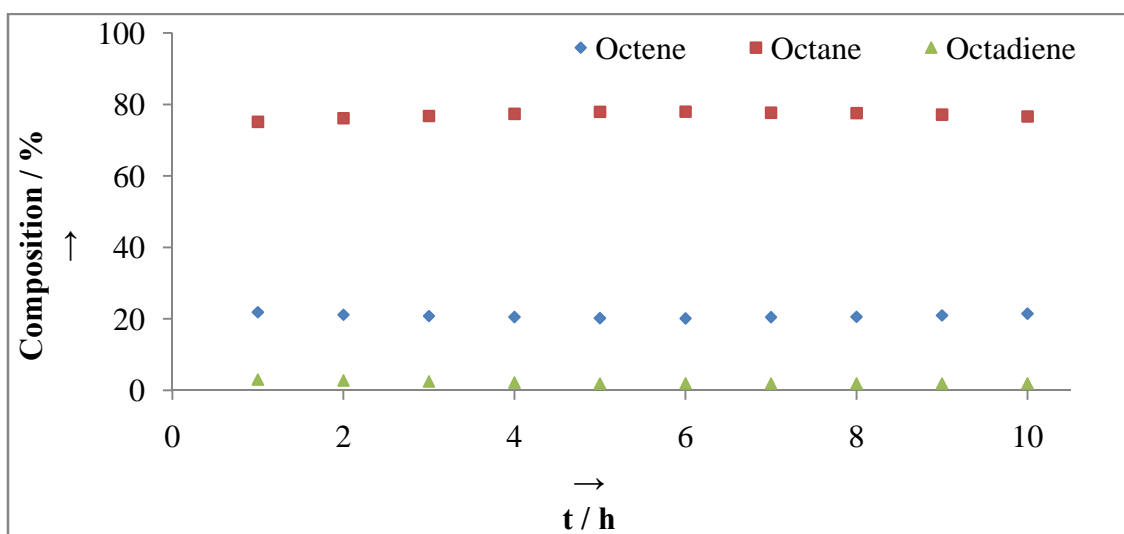 100
Octene Octane Octadiene
80
60
40
20
0
Composition / %
→
0 2 4 6 8 10
→
t / h